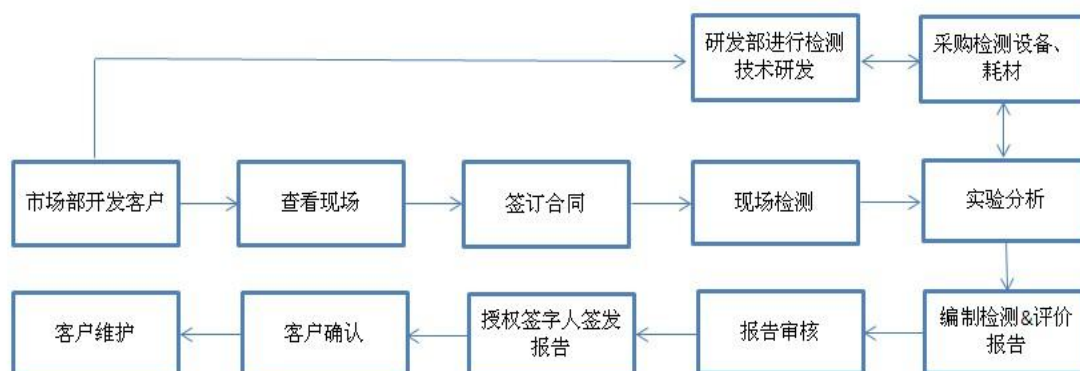 研发部进行检测
技术研发
采购检测设备、
耗材
市场部开发客户
查看现场
签订合同
现场检测
实验分析
客户维护
客户确认
授权签字人签发
报告
报告审核
编制检测&评价
报告